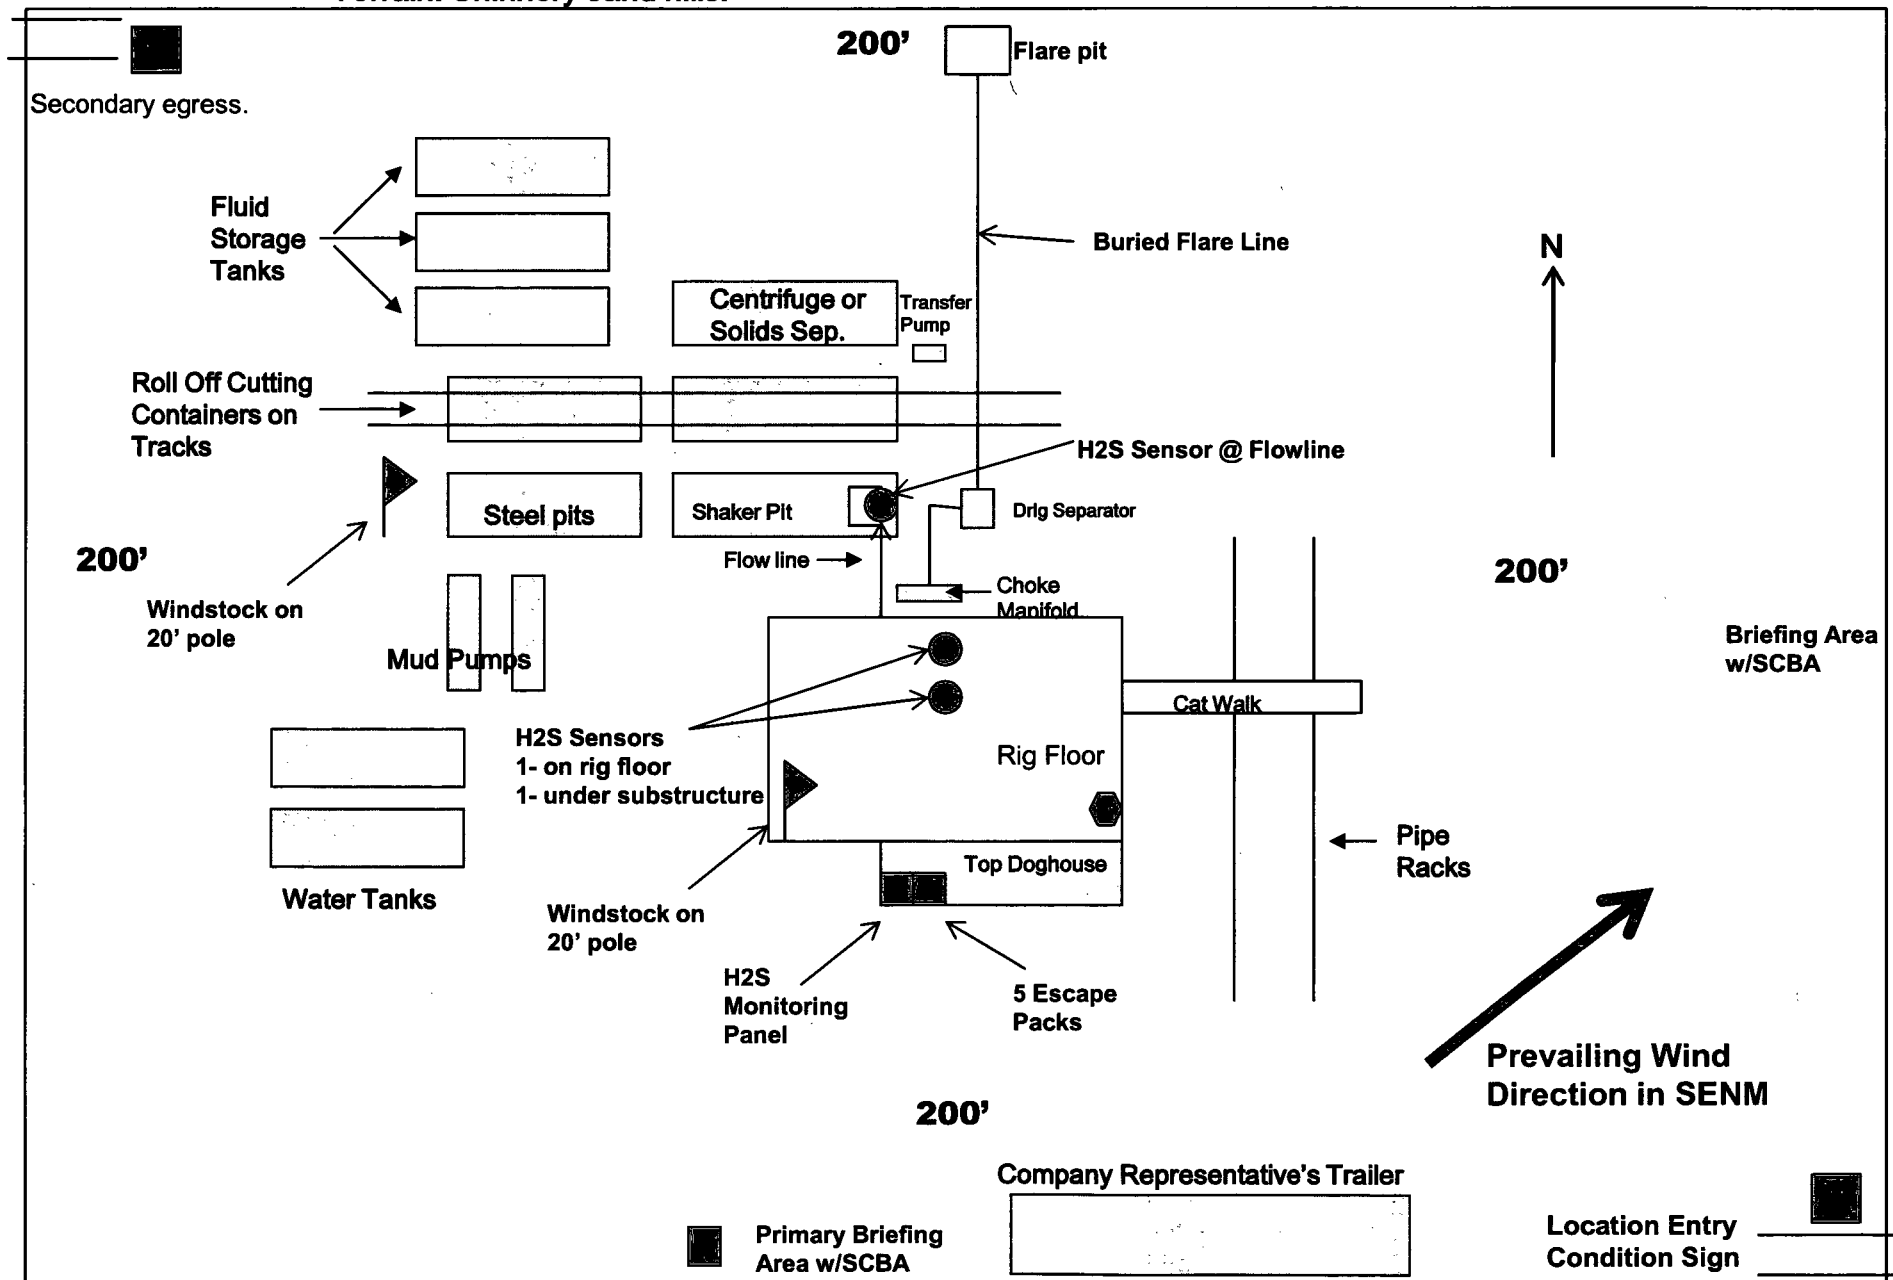 200'
Flare pit
Secondary egress.
Fluid
Storage
Tanks
Buried Flare Line
N
Centrifuge or
Solids Sep.
Transfer
Pump
Roll Off Cutting
Containers on
Tracks
H2S Sensor @ Flowline
Steel pits
Shaker Pit
Drlg Separator
Flow line
200'
200'
Choke
Manifold
Windstock on
20' pole
Briefing Area
w/SCBA
Mud Pumps
Cat Walk
H2S Sensors
1- on rig floor
1- under substructure
Rig Floor
Pipe
Racks
Top Doghouse
Water Tanks
Windstock on
20' pole
H2S
Monitoring
Panel
5 Escape
Packs
Prevailing Wind
Direction in SENM
200'
Company Representative's Trailer
Primary Briefing
Area w/SCBA
Location Entry
Condition Sign